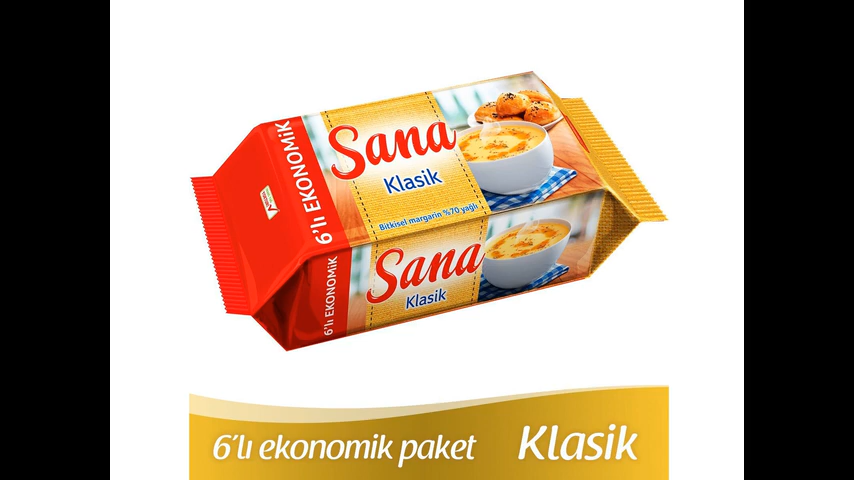 6'lı EKONOMİK
Sana
Klasik
Bitkisel margarin %70 yağlı
6'lı EKONOMİK
Sana
Klasik
6'lı ekonomik paket
Klasik